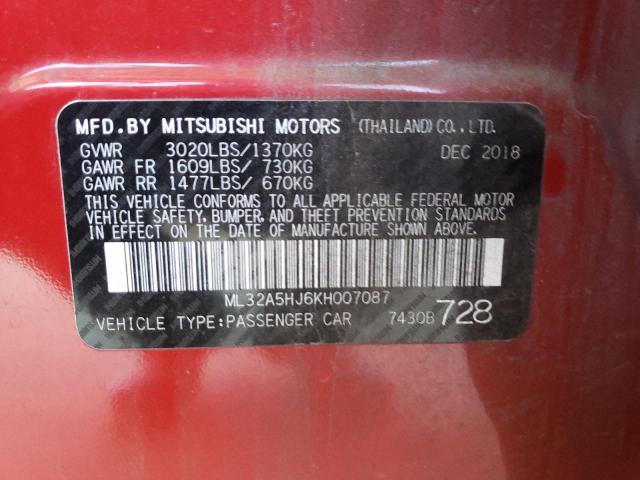 MFD.BY MITSUBISHI MOTORS (THAILAND)CO.,LTD.
GVWR 3020LBS/1370KG DEC 2018
GAWR FR 1609LBS/ 730KG
GAWR RR 1477LBS/ 670KG
THIS VEHICLE CONFORMS TO ALL APPLICABLE FEDERAL MOTOR
VEHICLE SAFETY, BUMPER, AND THEFT PREVENTION STANDARDS
IN EFFECT ON THE DATE OF MANUFACTURE SHOWN ABOVE.
ML32A5HJ6KH007087
VEHICLE TYPE:PASSENGER CAR 7430B 728